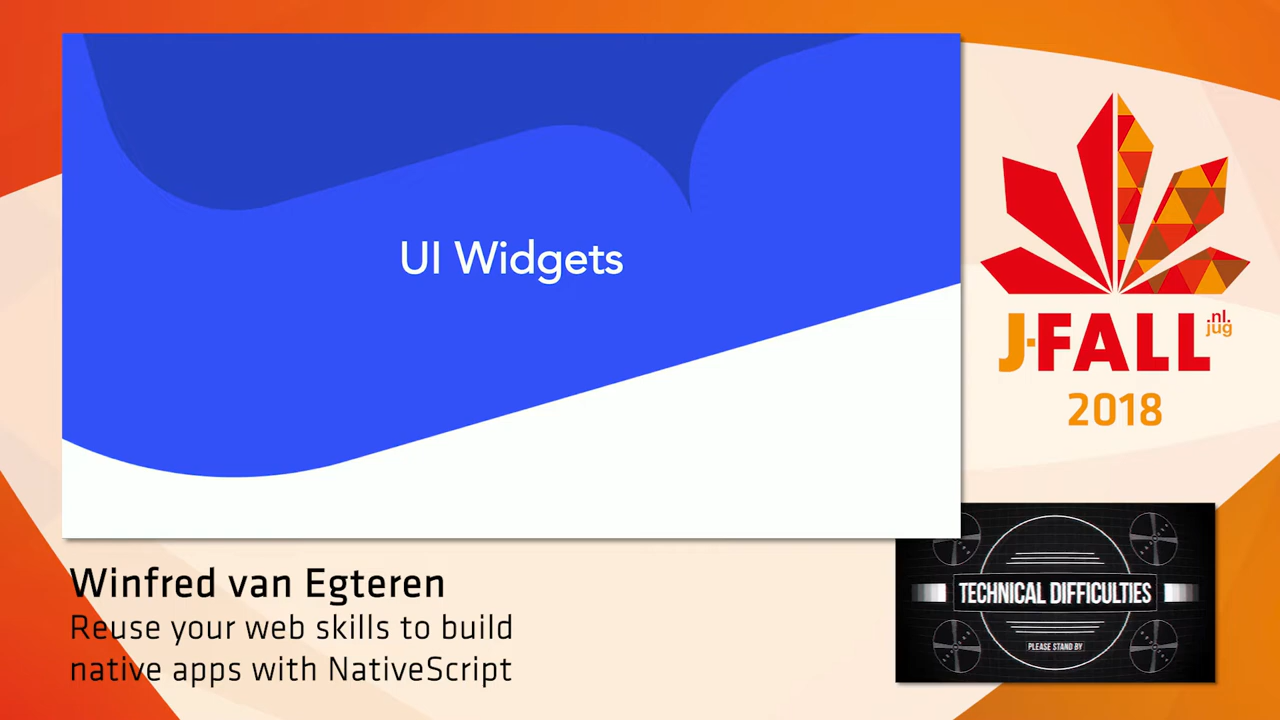 UI Widgets
J-FALL
nl.
jug
2018
TECHNICAL DIFFICULTIES
PLEASE STAND BY
Winfred van Egteren
Reuse your web skills to build
native apps with NativeScript